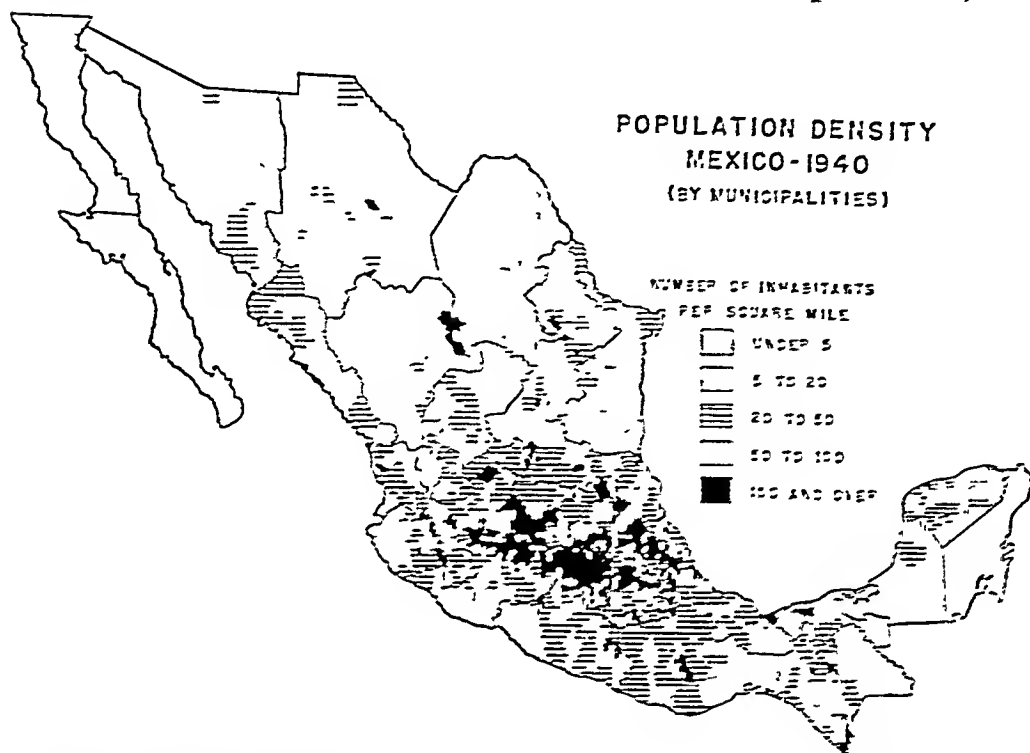 POPULATION DENSITY
MEXICO-1940
(BY MUNICIPALITIES)
NUMBER OF INHABITANTS
PER SQUARE MILE
UNDER 5
5 TO 20
20 TO 50
50 TO 100
100 AND OVER